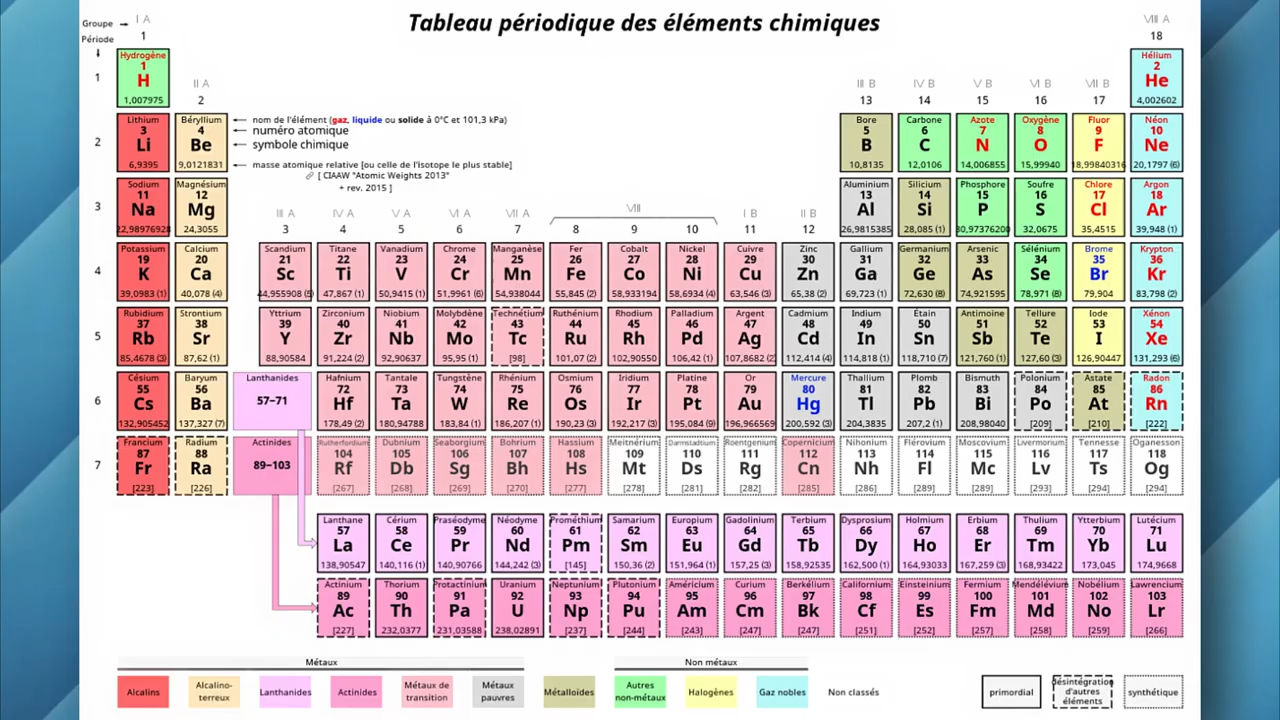 Tableau périodique des éléments chimiques
Groupe → I A VIII A
1 18
Période
Hydrogène Hélium
1 2
1 H He
1,007975 4,002602
II A III B IV B V B VI B VII B
2 13 14 15 16 17
Lithium Béryllium ← nom de l'élément (gaz, liquide ou solide à 0°C et 101,3 kPa) Bore Carbone Azote Oxygène Fluor Néon
3 4 ← numéro atomique 5 6 7 8 9 10
2 Li Be ← symbole chimique B C N O F Ne
6,9395 9,0121831 ← masse atomique relative [ou celle de l'isotope le plus stable] 10,8135 12,0106 14,006855 15,99940 18,99840316 20,1797 (6)
[ CIAAW "Atomic Weights 2013"
+ rev. 2015 ]
Sodium Magnésium Aluminium Silicium Phosphore Soufre Chlore Argon
11 12 13 14 15 16 17 18
3 Na Mg Al Si P S Cl Ar
22,98976928 24,3055 26,9815385 28,085 (1) 30,97376200 32,0675 35,4515 39,948 (1)
III A IV A V A VI A VII A VIII I B II B
3 4 5 6 7 8 9 10 11 12
Potassium Calcium Scandium Titane Vanadium Chrome Manganèse Fer Cobalt Nickel Cuivre Zinc Gallium Germanium Arsenic Sélénium Brome Krypton
19 20 21 22 23 24 25 26 27 28 29 30 31 32 33 34 35 36
4 K Ca Sc Ti V Cr Mn Fe Co Ni Cu Zn Ga Ge As Se Br Kr
39,0983 (1) 40,078 (4) 44,955908 (5) 47,867 (1) 50,9415 (1) 51,9961 (6) 54,938044 55,845 (2) 58,933194 58,6934 (4) 63,546 (3) 65,38 (2) 69,723 (1) 72,630 (8) 74,921595 78,971 (8) 79,904 83,798 (2)
Rubidium Strontium Yttrium Zirconium Niobium Molybdène Technétium Ruthénium Rhodium Palladium Argent Cadmium Indium Étain Antimoine Tellure Iode Xénon
37 38 39 40 41 42 43 44 45 46 47 48 49 50 51 52 53 54
5 Rb Sr Y Zr Nb Mo Tc Ru Rh Pd Ag Cd In Sn Sb Te I Xe
85,4678 (3) 87,62 (1) 88,90584 91,224 (2) 92,90637 95,95 (1) [98] 101,07 (2) 102,90550 106,42 (1) 107,8682 (2) 112,414 (4) 114,818 (1) 118,710 (7) 121,760 (1) 127,60 (3) 126,90447 131,293 (6)
Césium Baryum Lanthanides Hafnium Tantale Tungstène Rhénium Osmium Iridium Platine Or Mercure Thallium Plomb Bismuth Polonium Astate Radon
55 56 57–71 72 73 74 75 76 77 78 79 80 81 82 83 84 85 86
6 Cs Ba Hf Ta W Re Os Ir Pt Au Hg Tl Pb Bi Po At Rn
132,905452 137,327 (7) 178,49 (2) 180,94788 183,84 (1) 186,207 (1) 190,23 (3) 192,217 (3) 195,084 (9) 196,966569 200,592 (3) 204,3835 207,2 (1) 208,98040 [209] [210] [222]
Francium Radium Actinides Rutherfordium Dubnium Seaborgium Bohrium Hassium Meitnérium Darmstadtium Roentgenium Copernicium Nihonium Flérovium Moscovium Livermorium Tennesse Oganesson
87 88 89–103 104 105 106 107 108 109 110 111 112 113 114 115 116 117 118
7 Fr Ra Rf Db Sg Bh Hs Mt Ds Rg Cn Nh Fl Mc Lv Ts Og
[223] [226] [267] [268] [269] [270] [277] [278] [281] [282] [285] [286] [289] [289] [293] [294] [294]
Lanthane Cérium Praséodyme Néodyme Prométhium Samarium Europium Gadolinium Terbium Dysprosium Holmium Erbium Thulium Ytterbium Lutécium
57 58 59 60 61 62 63 64 65 66 67 68 69 70 71
La Ce Pr Nd Pm Sm Eu Gd Tb Dy Ho Er Tm Yb Lu
138,90547 140,116 (1) 140,90766 144,242 (3) [145] 150,36 (2) 151,964 (1) 157,25 (3) 158,92535 162,500 (1) 164,93033 167,259 (3) 168,93422 173,045 174,9668
Actinium Thorium Protactinium Uranium Neptunium Plutonium Américium Curium Berkélium Californium Einsteinium Fermium Mendélévium Nobélium Lawrencium
89 90 91 92 93 94 95 96 97 98 99 100 101 102 103
Ac Th Pa U Np Pu Am Cm Bk Cf Es Fm Md No Lr
[227] 232,0377 231,03588 238,02891 [237] [244] [243] [247] [247] [251] [252] [257] [258] [259] [266]
Métaux Non métaux
Alcalins Alcalino-terreux Lanthanides Actinides Métaux de transition Métaux pauvres Métalloïdes Autres non-métaux Halogènes Gaz nobles Non classés primordial désintégration d'autres éléments synthétique